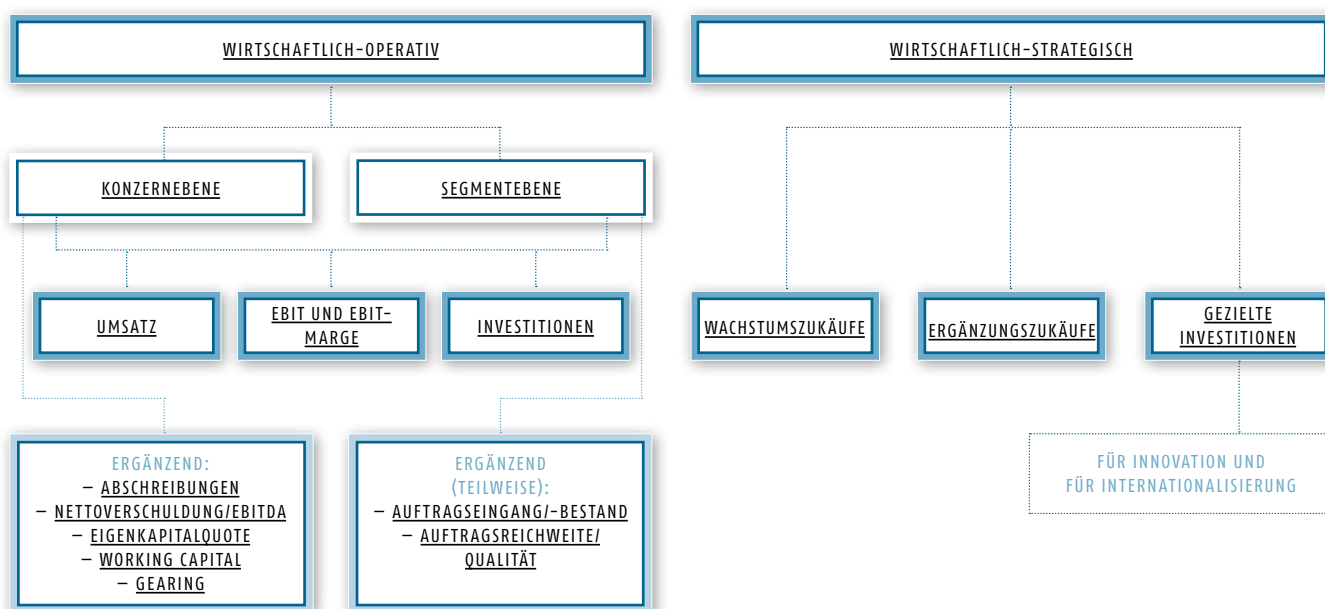 WIRTSCHAFTLICH-OPERATIV
WIRTSCHAFTLICH-STRATEGISCH
KONZERNEBENE
SEGMENTEBENE
UMSATZ
EBIT UND EBIT-
MARGE
INVESTITIONEN
WACHSTUMSZUKÄUFE
ERGÄNZUNGSZUKÄUFE
GEZIELTE
INVESTITIONEN
ERGÄNZEND:
– ABSCHREIBUNGEN
– NETTOVERSCHULDUNG/EBITDA
– EIGENKAPITALQUOTE
– WORKING CAPITAL
– GEARING
ERGÄNZEND
(TEILWEISE):
– AUFTRAGSEINGANG/-BESTAND
– AUFTRAGSREICHWEITE/
QUALITÄT
FÜR INNOVATION UND
FÜR INTERNATIONALISIERUNG